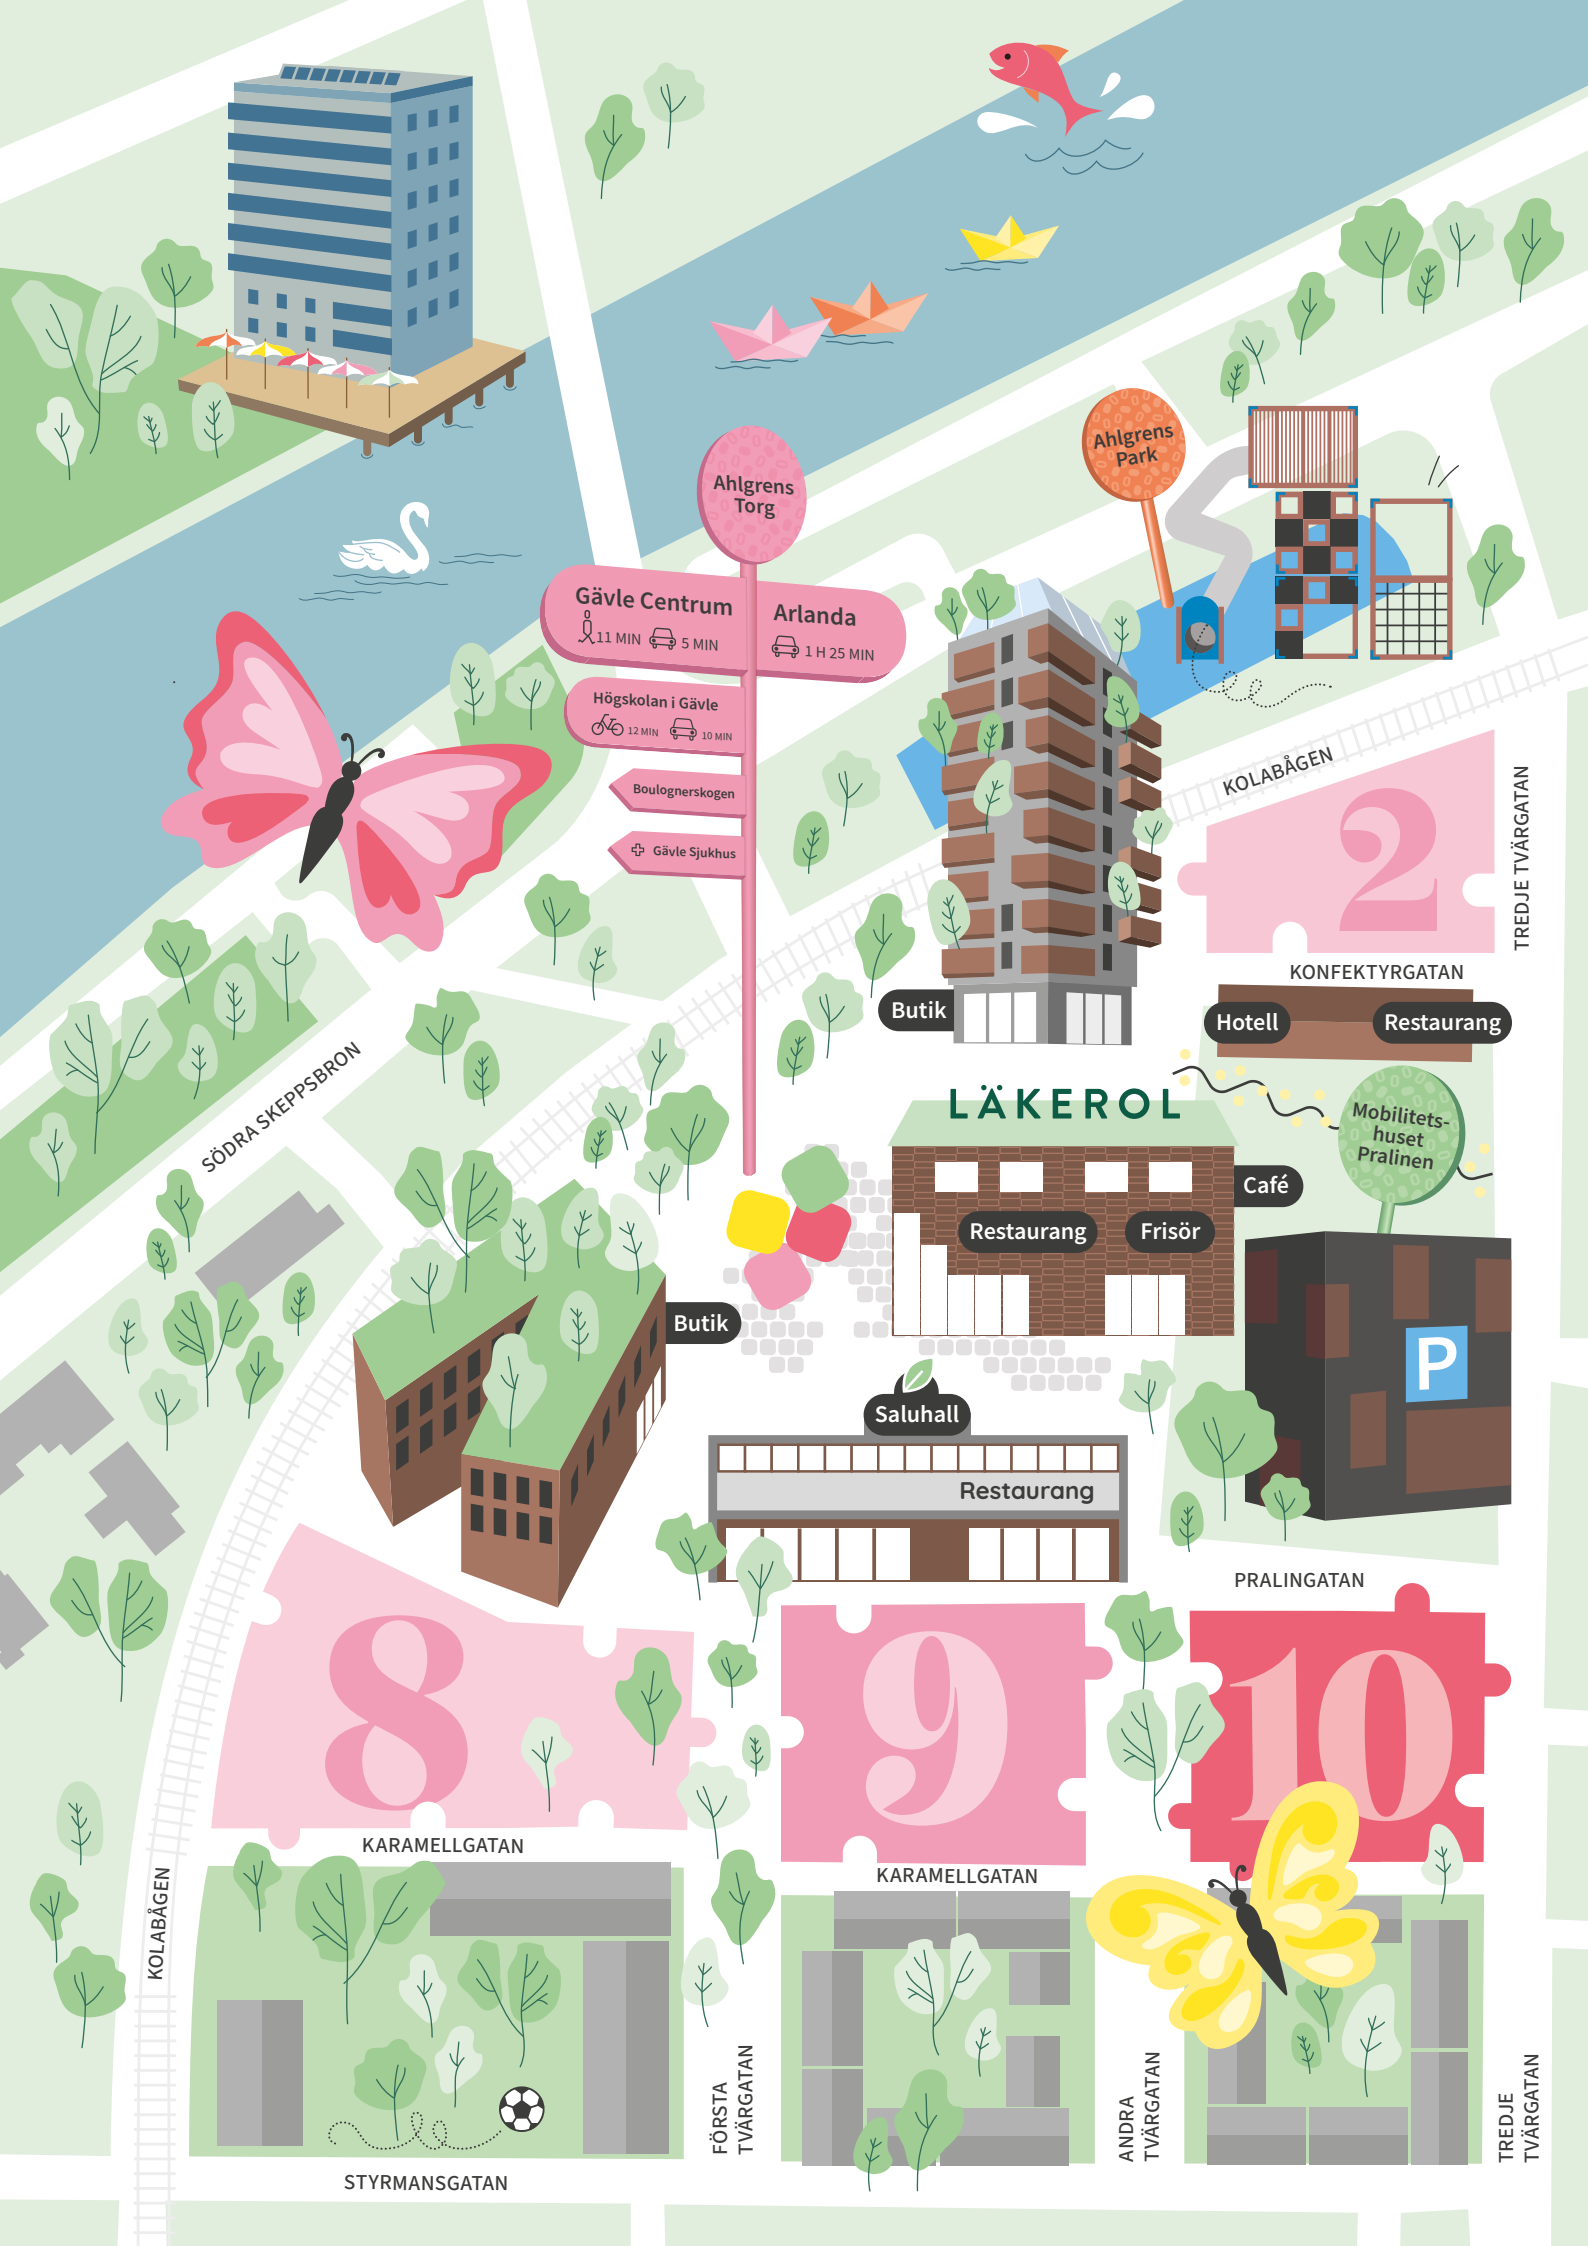 Ahlgrens
Park
Ahlgrens
Torg
Gävle Centrum
11 MIN 5 MIN
Arlanda
1 H 25 MIN
Högskolan i Gävle
12 MIN 10 MIN
Boulognerskogen
Gävle Sjukhus
KOLABÅGEN
2
TREDJE TVÄRGATAN
KONFEKTYRGATAN
Butik
Hotell
Restaurang
SÖDRA SKEPPSBRON
LÄKEROL
Mobilitets-
huset
Pralinen
Café
Restaurang
Frisör
Butik
P
Saluhall
Restaurang
PRALINGATAN
8
9
10
KARAMELLGATAN
KARAMELLGATAN
KOLABÅGEN
FÖRSTA
TVÄRGATAN
ANDRA
TVÄRGATAN
TREDJE
TVÄRGATAN
STYRMANSGATAN